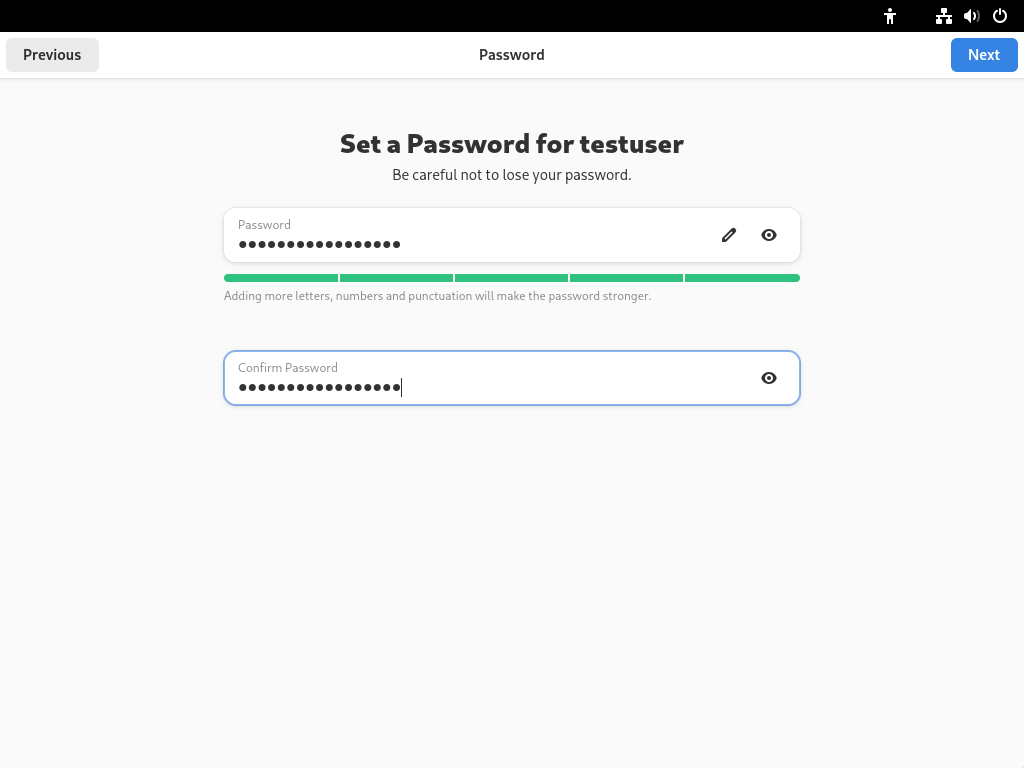 Previous
Password
Next
Set a Password for testuser
Be careful not to lose your password.
Password
●●●●●●●●●●●●●●●●●
Adding more letters, numbers and punctuation will make the password stronger.
Confirm Password
●●●●●●●●●●●●●●●●●